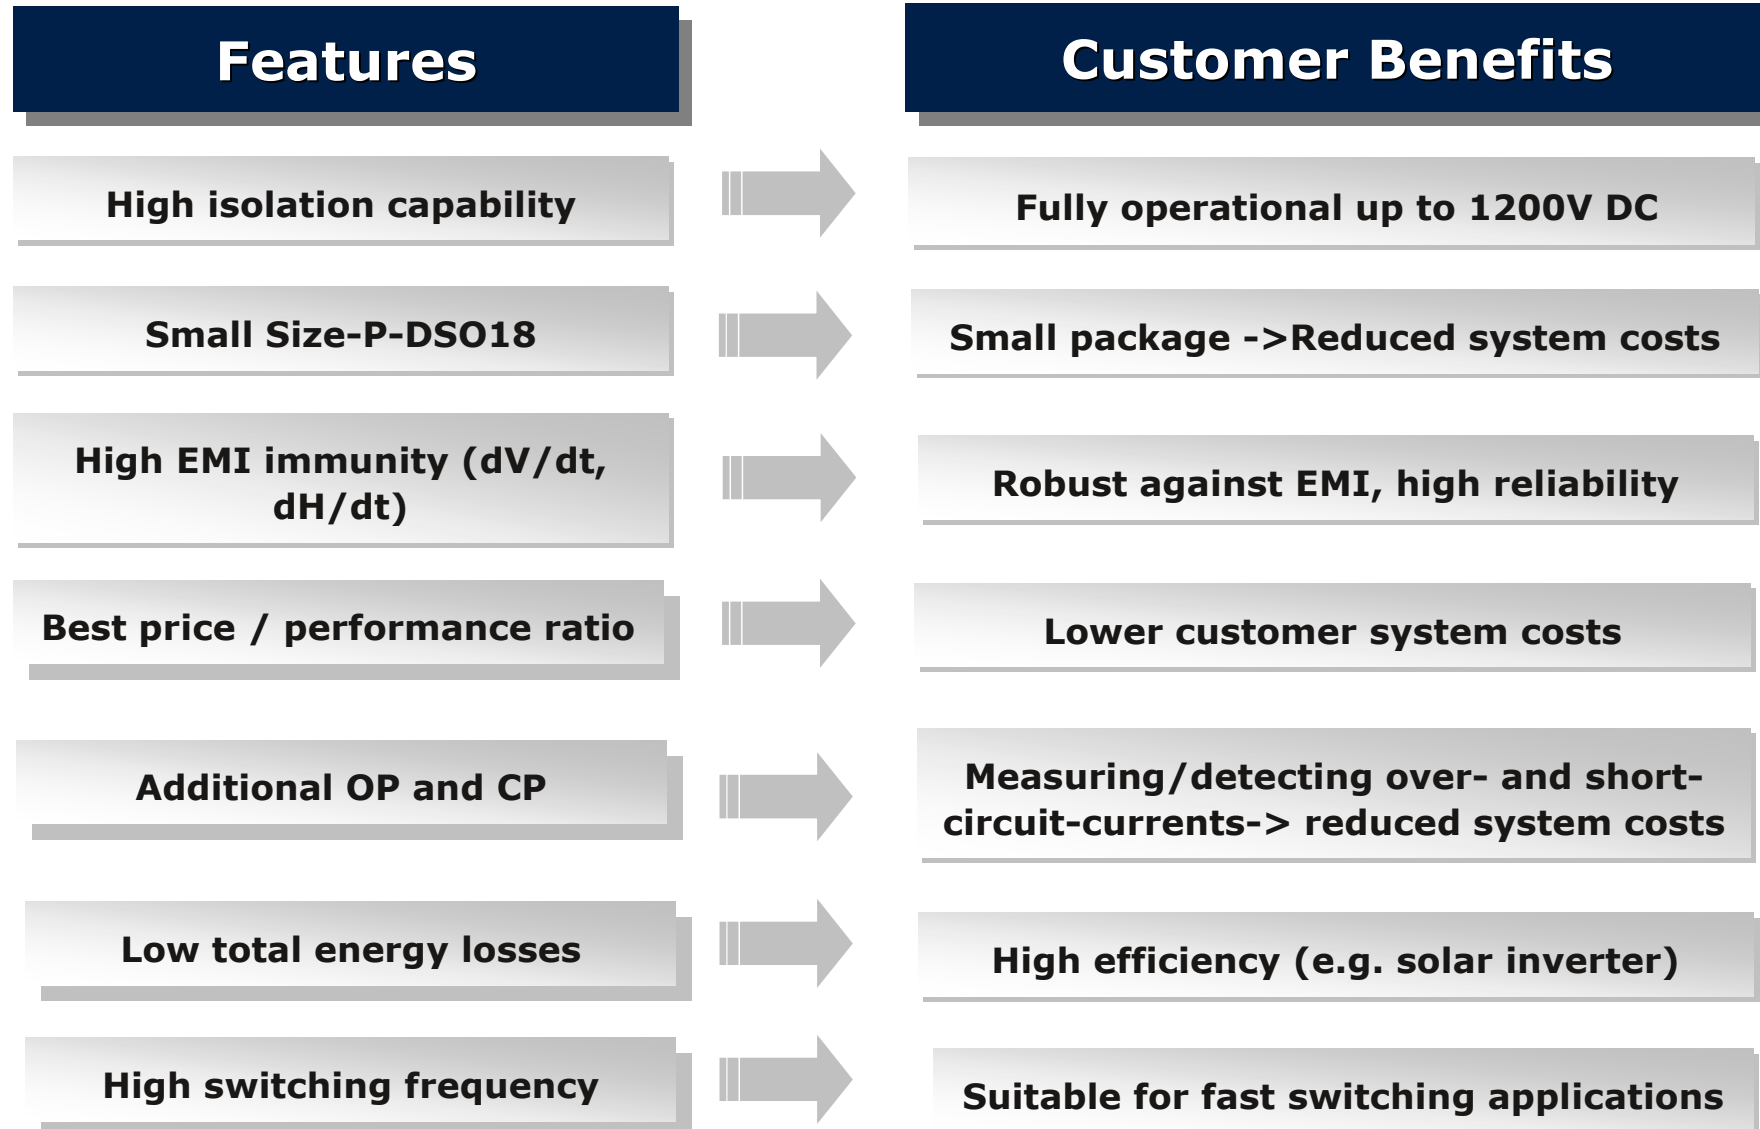 Features
Customer Benefits
High isolation capability
Fully operational up to 1200V DC
Small Size-P-DSO18
Small package ->Reduced system costs
High EMI immunity (dV/dt,
dH/dt)
Robust against EMI, high reliability
Best price / performance ratio
Lower customer system costs
Additional OP and CP
Measuring/detecting over- and short-
circuit-currents-> reduced system costs
Low total energy losses
High efficiency (e.g. solar inverter)
High switching frequency
Suitable for fast switching applications